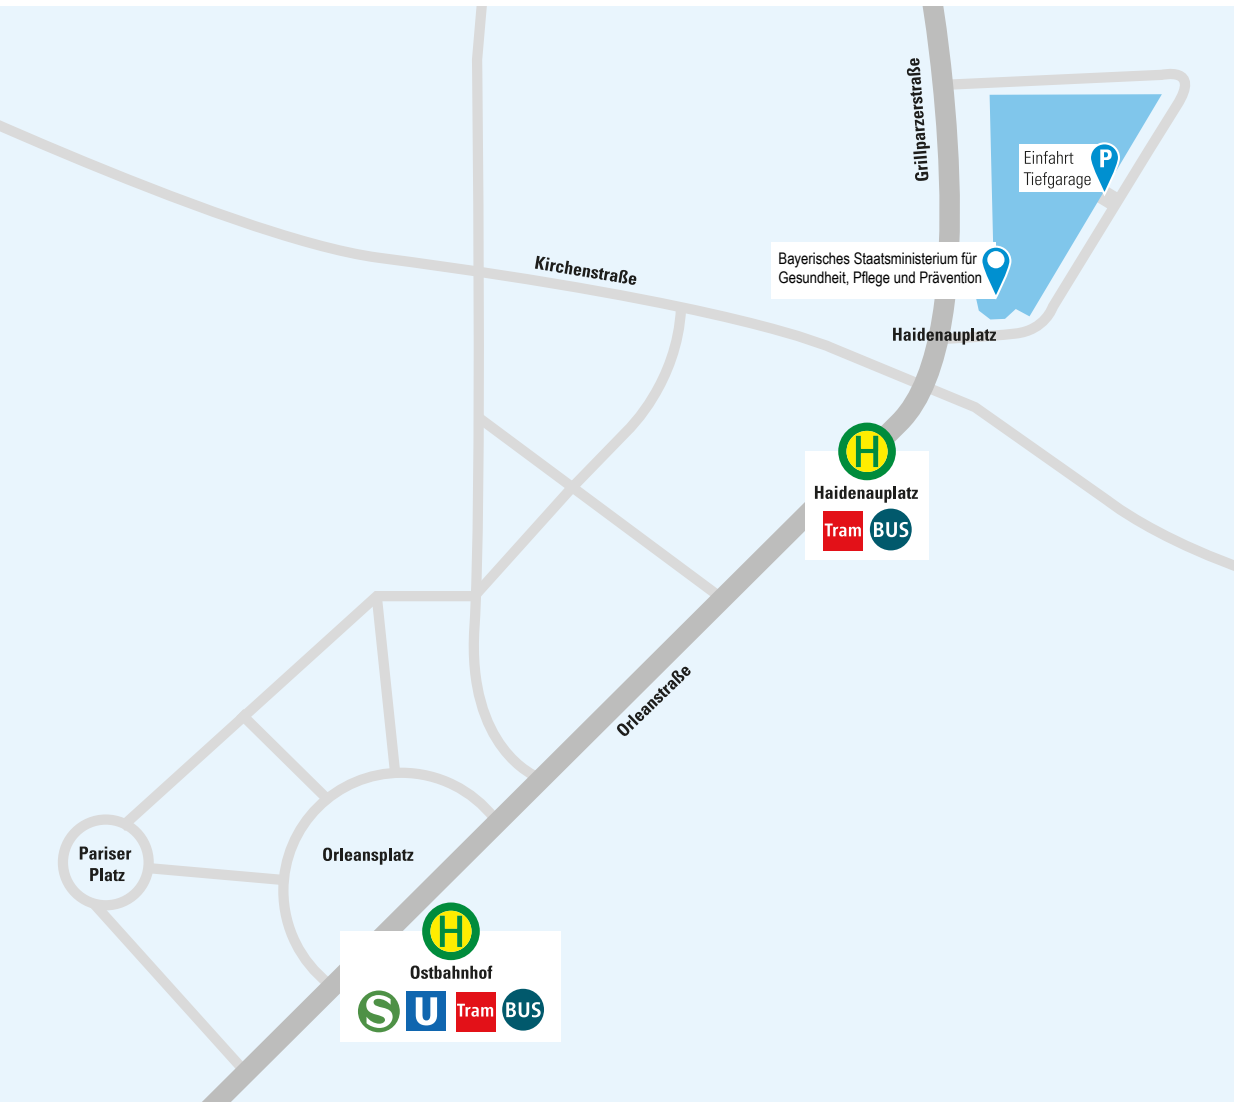 Grillparzerstraße
Einfahrt
Tiefgarage
P
Kirchenstraße
Bayerisches Staatsministerium für
Gesundheit, Pflege und Prävention
Haidenauplatz
H
Haidenauplatz
Tram BUS
Orleanstraße
Pariser
Platz
Orleansplatz
H
Ostbahnhof
S U Tram BUS